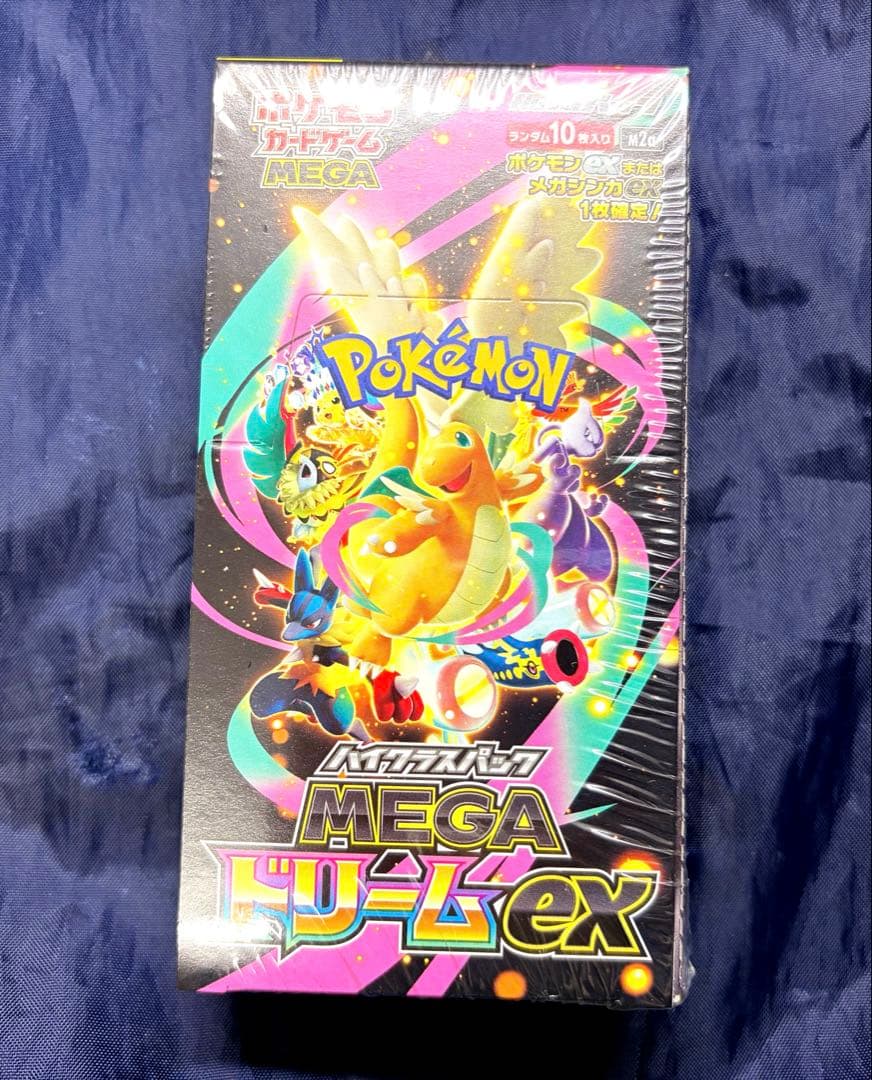 ポケモン
カードゲーム
MEGA
ランダム10枚入り
M2a
ポケモンexまたは
メガシンカex
1枚確定!
POKéMON
TM
ハイクラスパック
MEGA
ドリームex